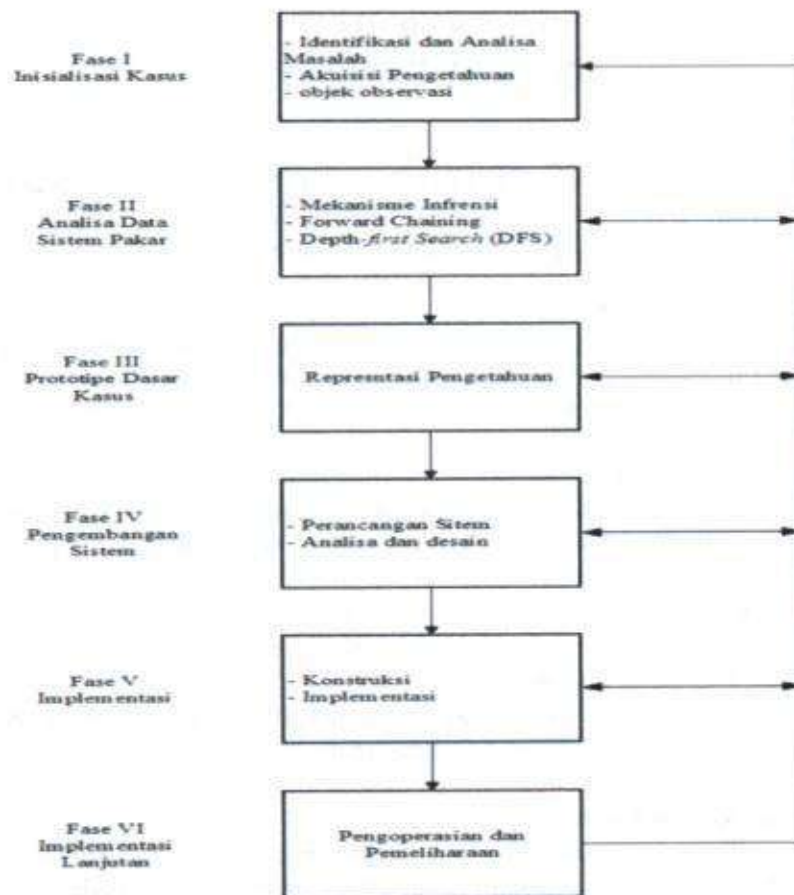 Fase I
Inisialisasi Kasus
- Identifikasi dan Analisa
Masalah
- Akuisisi Pengetahuan
- objek observasi
Fase II
Analisa Data
Sistem Pakar
- Mekanisme Infrensi
- Forward Chaining
- Depth-first Search (DFS)
Fase III
Prototipe Dasar
Kasus
Represntasi Pengetahuan
Fase IV
Pengembangan
Sistem
- Perancangan Sitem
- Analisa dan desain
Fase V
Implementasi
- Konstruksi
- Implementasi
Fase VI
Implementasi
Lanjutan
Pengoperasian dan
Pemeliharaan